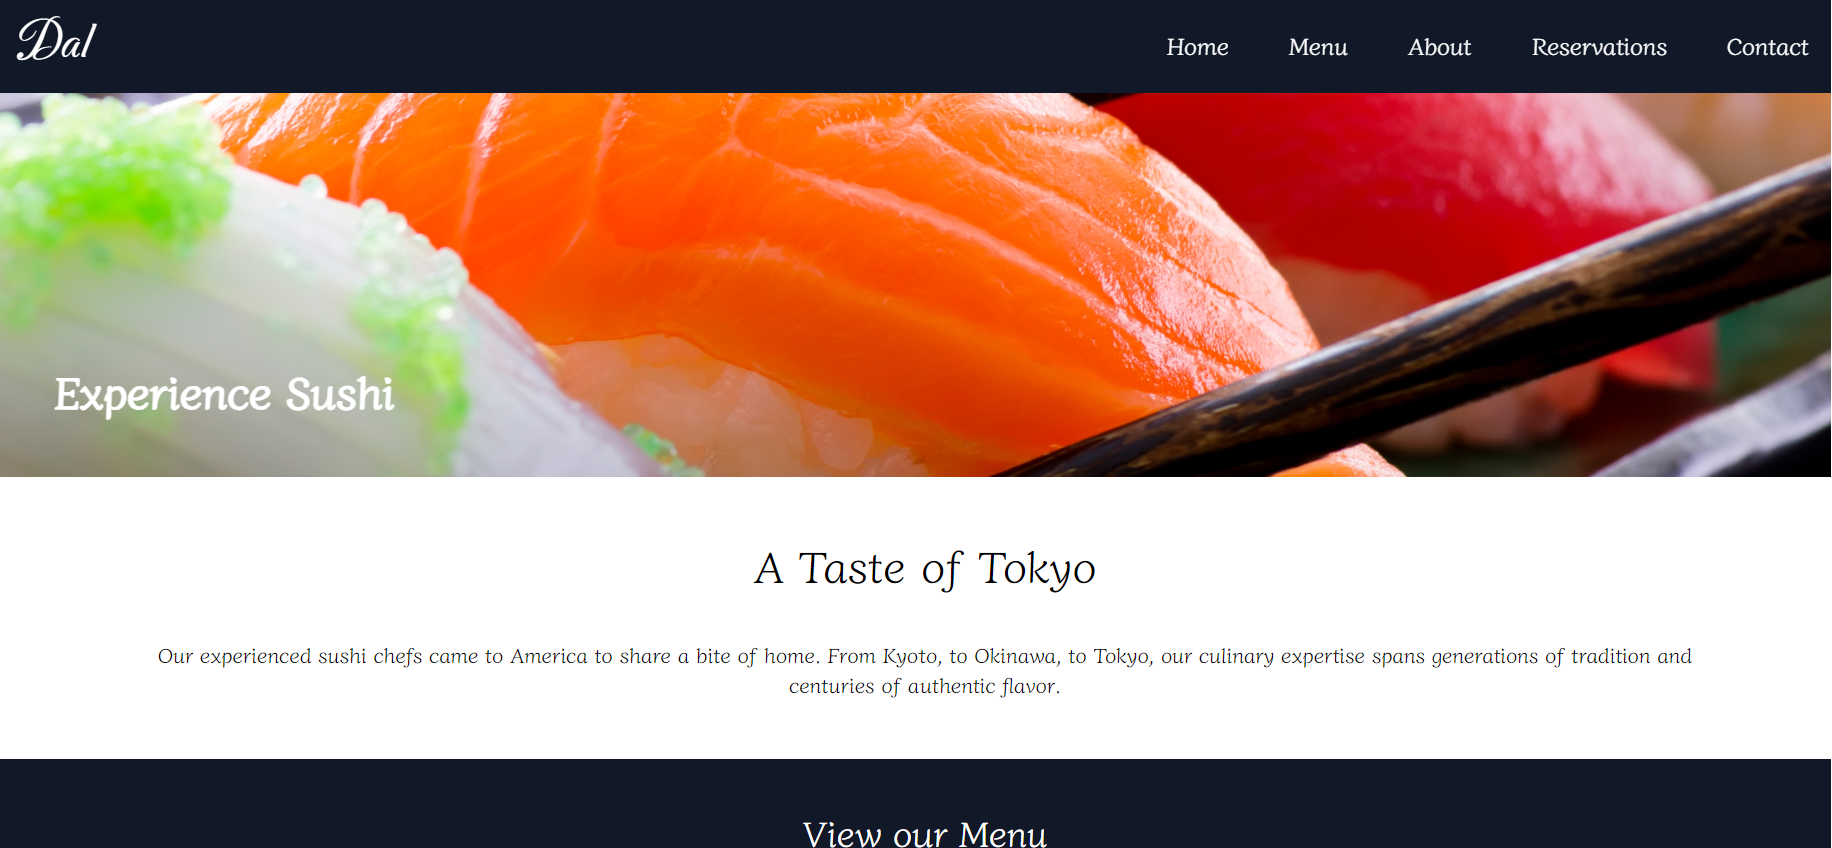 Dal
Home Menu About Reservations Contact
Experience Sushi
A Taste of Tokyo
Our experienced sushi chefs came to America to share a bite of home. From Kyoto, to Okinawa, to Tokyo, our culinary expertise spans generations of tradition and
centuries of authentic flavor.
View our Menu